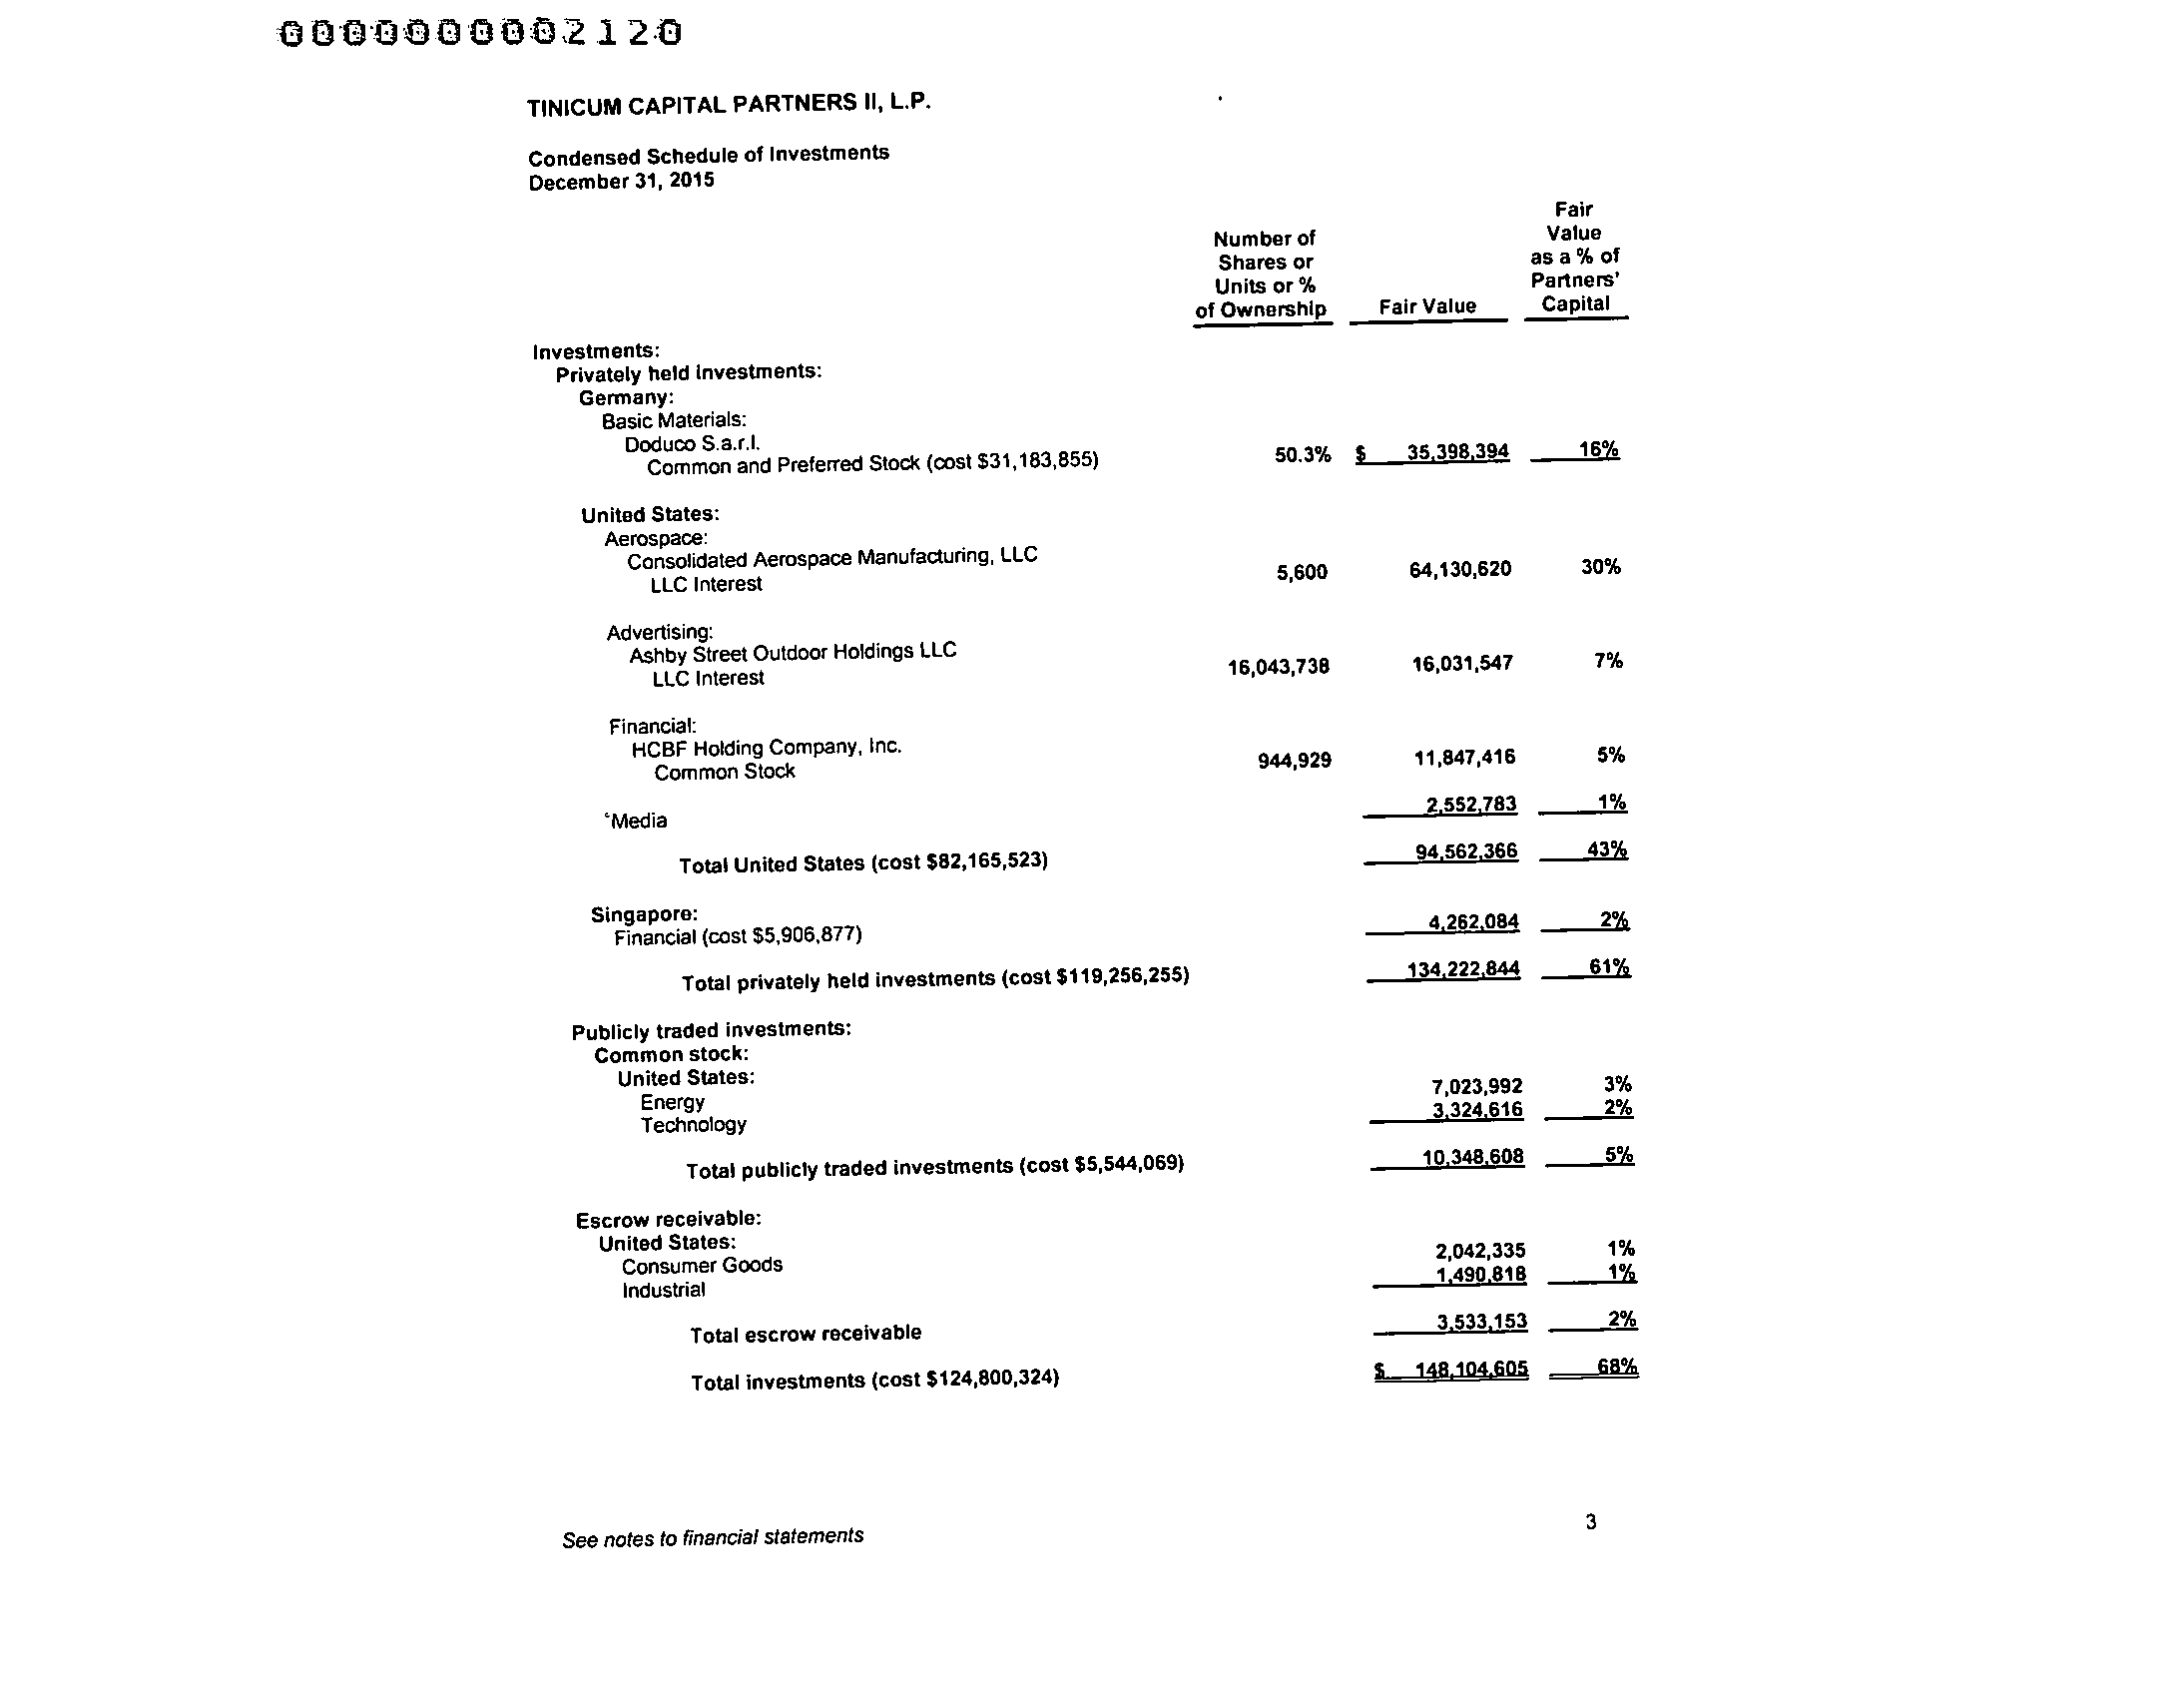 000000002120
TINICUM CAPITAL PARTNERS II, L.P.
Condensed Schedule of Investments
December 31, 2015
Number of Shares or Units or % of Ownership Fair Value Fair Value as a % of Partners' Capital
Investments:
Privately held investments:
Germany:
Basic Materials:
Doduco S.a.r.l.
Common and Preferred Stock (cost $31,183,855) 50.3% $ 35,398,394 16%
United States:
Aerospace:
Consolidated Aerospace Manufacturing, LLC
LLC Interest 5,600 64,130,620 30%
Advertising:
Ashby Street Outdoor Holdings LLC
LLC Interest 16,043,738 16,031,547 7%
Financial:
HCBF Holding Company, Inc.
Common Stock 944,929 11,847,416 5%
Media 2,552,783 1%
Total United States (cost $82,165,523) 94,562,366 43%
Singapore:
Financial (cost $5,906,877) 4,262,084 2%
Total privately held investments (cost $119,256,255) 134,222,844 61%
Publicly traded investments:
Common stock:
United States:
Energy 7,023,992 3%
Technology 3,324,616 2%
Total publicly traded investments (cost $5,544,069) 10,348,608 5%
Escrow receivable:
United States:
Consumer Goods 2,042,335 1%
Industrial 1,490,818 1%
Total escrow receivable 3,533,153 2%
Total investments (cost $124,800,324) $ 148,104,605 68%
See notes to financial statements 3